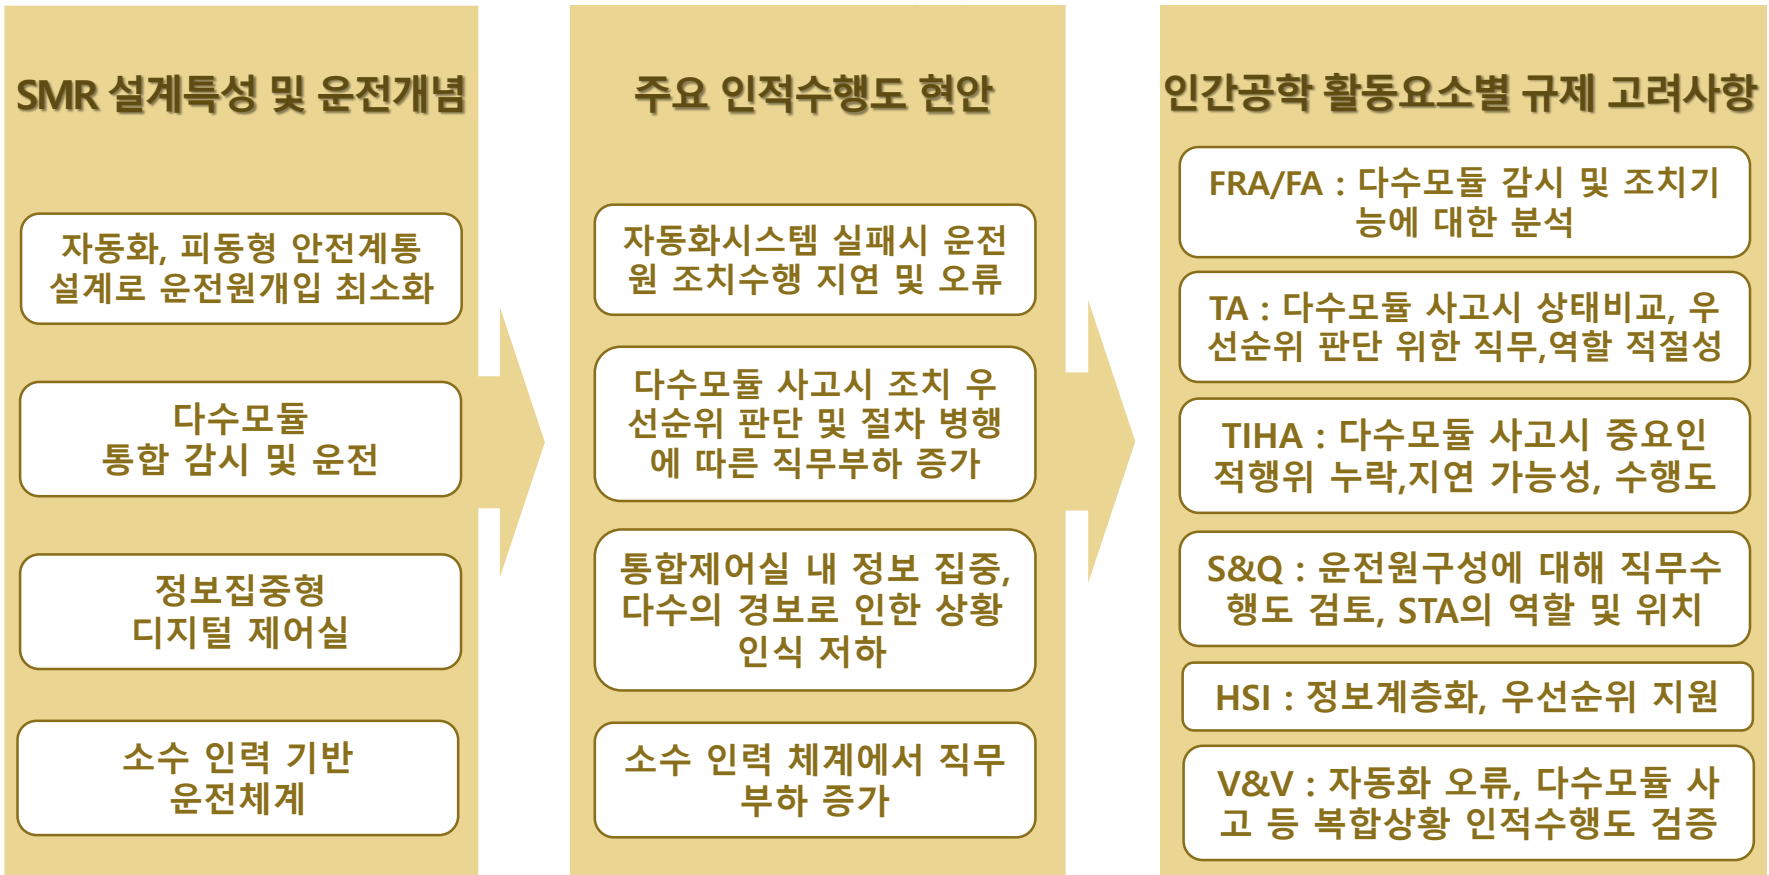 SMR 설계특성 및 운전개념
자동화, 피동형 안전계통
설계로 운전원개입 최소화
다수모듈
통합 감시 및 운전
정보집중형
디지털 제어실
소수 인력 기반
운전체계
주요 인적수행도 현안
자동화시스템 실패시 운전
원 조치수행 지연 및 오류
다수모듈 사고시 조치 우
선순위 판단 및 절차 병행
에 따른 직무부하 증가
통합제어실 내 정보 집중,
다수의 경보로 인한 상황
인식 저하
소수 인력 체계에서 직무
부하 증가
인간공학 활동요소별 규제 고려사항
FRA/FA : 다수모듈 감시 및 조치기
능에 대한 분석
TA : 다수모듈 사고시 상태비교, 우
선순위 판단 위한 직무,역할 적절성
TIHA : 다수모듈 사고시 중요인
적행위 누락,지연 가능성, 수행도
S&Q : 운전원구성에 대해 직무수
행도 검토, STA의 역할 및 위치
HSI : 정보계층화, 우선순위 지원
V&V : 자동화 오류, 다수모듈 사
고 등 복합상황 인적수행도 검증